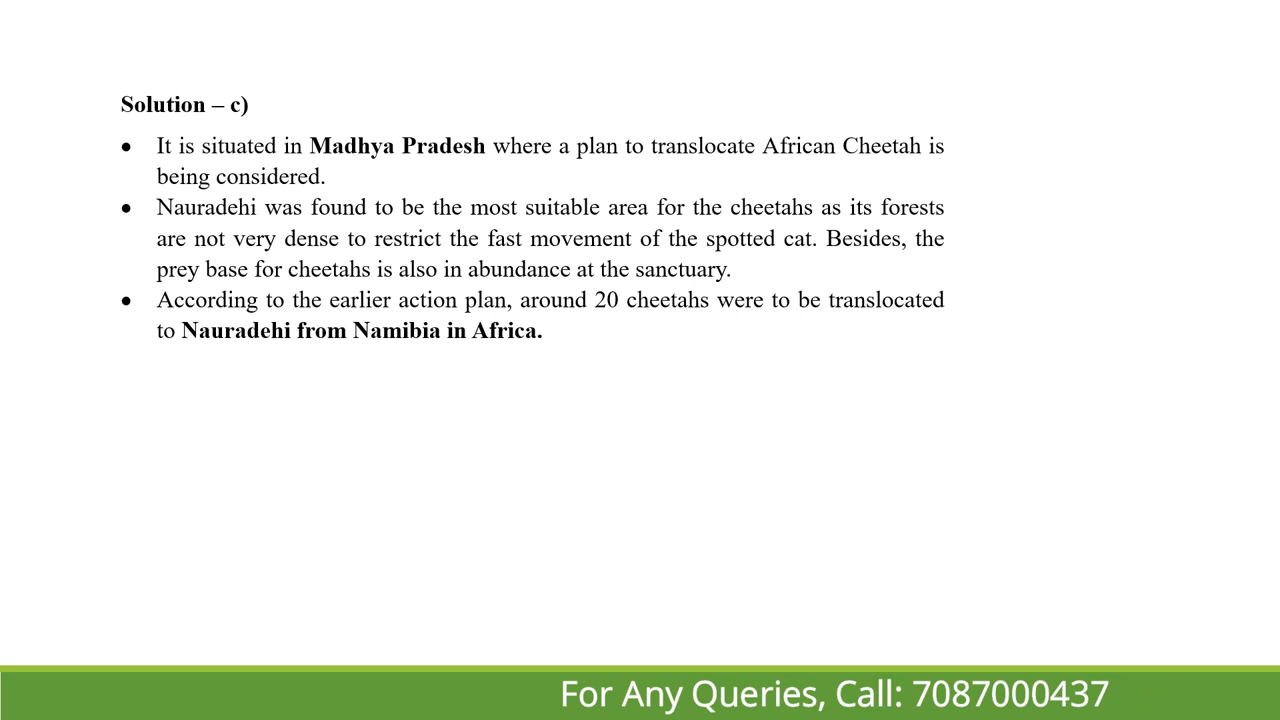 Solution – c)
• It is situated in Madhya Pradesh where a plan to translocate African Cheetah is
being considered.
• Nauradehi was found to be the most suitable area for the cheetahs as its forests
are not very dense to restrict the fast movement of the spotted cat. Besides, the
prey base for cheetahs is also in abundance at the sanctuary.
• According to the earlier action plan, around 20 cheetahs were to be translocated
to Nauradehi from Namibia in Africa.
For Any Queries, Call: 7087000437